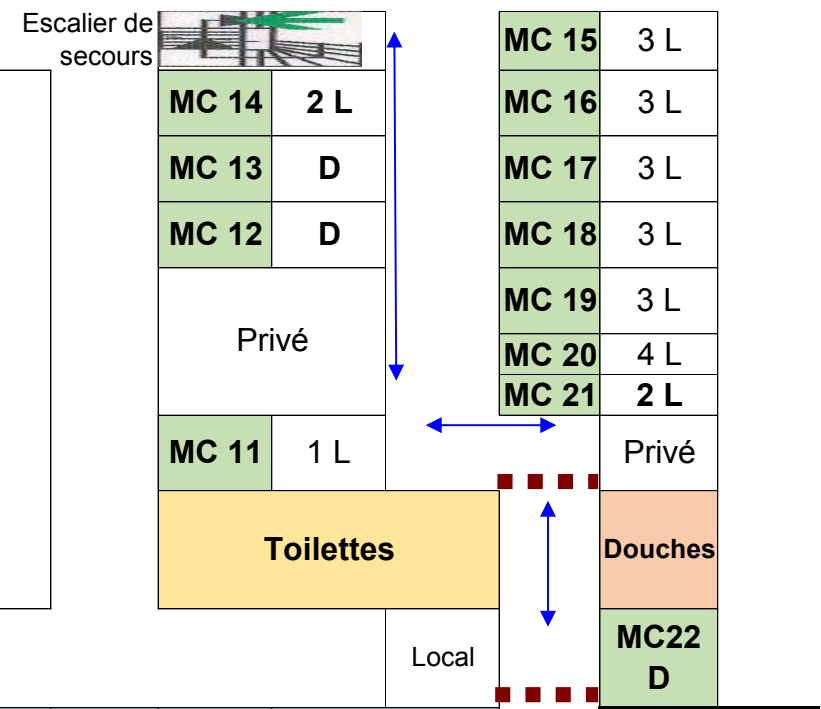 Escalier de
secours
MC 15 3 L
MC 14 2 L
MC 16 3 L
MC 13 D
MC 17 3 L
MC 12 D
MC 18 3 L
MC 19 3 L
Privé
MC 20 4 L
MC 21 2 L
MC 11 1 L
Privé
Toilettes
Douches
Local
MC22
D